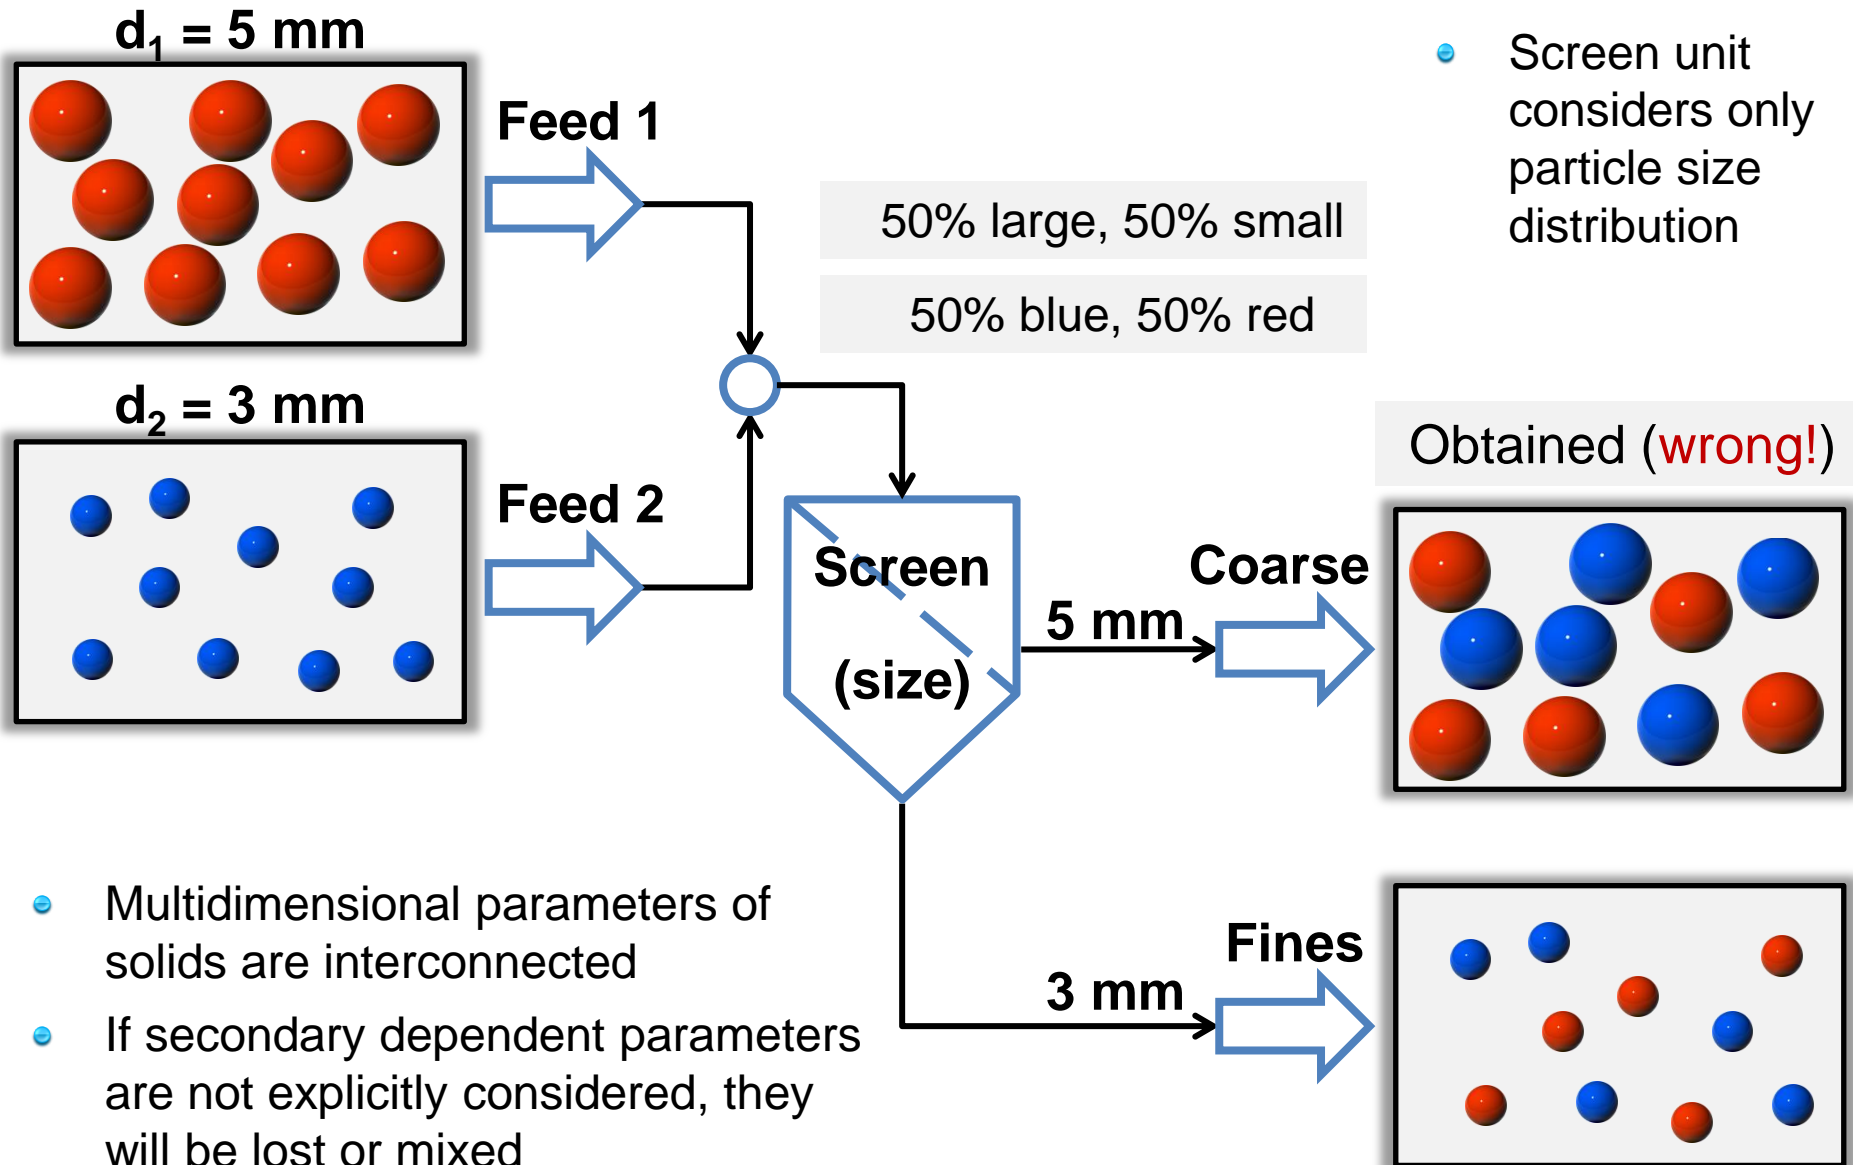 d1 = 5 mm
Feed 1
50% large, 50% small
50% blue, 50% red
Screen unit
considers only
particle size
distribution
d2 = 3 mm
Feed 2
Screen
(size)
5 mm
Coarse
Obtained (wrong!)
3 mm
Fines
Multidimensional parameters of
solids are interconnected
If secondary dependent parameters
are not explicitly considered, they
will be lost or mixed